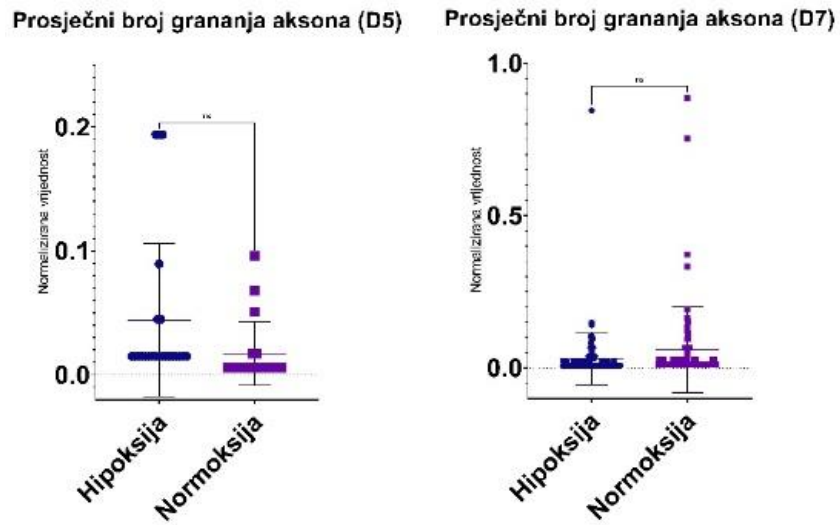 Prosječni broj grananja aksona (D5)
Normalizirana vrijednost
0.2
0.1
0.0
ns
Hipoksija
Normoksija
Prosječni broj grananja aksona (D7)
Normalizirana vrijednost
1.0
0.5
0.0
ns
Hipoksija
Normoksija